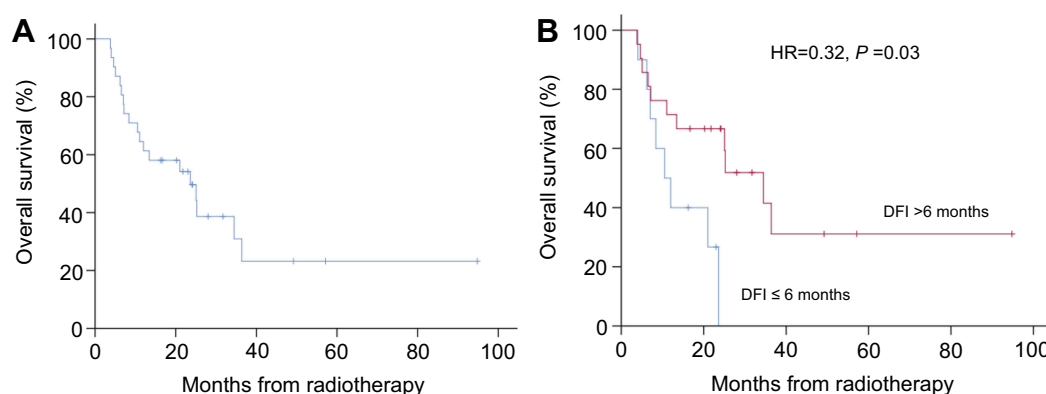 A
Overall survival (%)
100
80
60
40
20
0
0 20 40 60 80 100
Months from radiotherapy
B
HR=0.32, P =0.03
Overall survival (%)
100
80
60
40
20
0
DFI >6 months
DFI ≤ 6 months
0 20 40 60 80 100
Months from radiotherapy